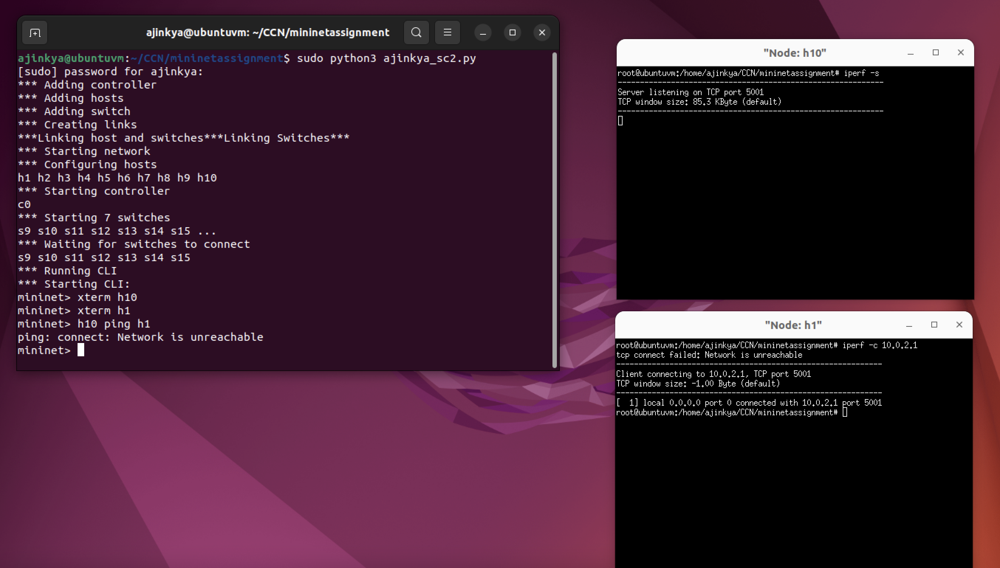 ajinkya@ubuntuvm: ~/CCN/mininetassignment
ajinkya@ubuntuvm:~/CCN/mininetassignment$ sudo python3 ajinkya_sc2.py
[sudo] password for ajinkya:
*** Adding controller
*** Adding hosts
*** Adding switch
*** Creating links
***Linking host and switches***Linking Switches***
*** Starting network
*** Configuring hosts
h1 h2 h3 h4 h5 h6 h7 h8 h9 h10
*** Starting controller
c0
*** Starting 7 switches
s9 s10 s11 s12 s13 s14 s15 ...
*** Waiting for switches to connect
s9 s10 s11 s12 s13 s14 s15
*** Running CLI
*** Starting CLI:
mininet> xterm h10
mininet> xterm h1
mininet> h10 ping h1
ping: connect: Network is unreachable
mininet>
"Node: h10"
root@ubuntuvm:/home/ajinkya/CCN/mininetassignment# iperf -s
------------------------------------------------------------
Server listening on TCP port 5001
TCP window size: 85.3 KByte (default)
------------------------------------------------------------
"Node: h1"
root@ubuntuvm:/home/ajinkya/CCN/mininetassignment# iperf -c 10.0.2.1
tcp connect failed: Network is unreachable
------------------------------------------------------------
Client connecting to 10.0.2.1, TCP port 5001
TCP window size: -1.00 Byte (default)
------------------------------------------------------------
[  1] local 0.0.0.0 port 0 connected with 10.0.2.1 port 5001
root@ubuntuvm:/home/ajinkya/CCN/mininetassignment#